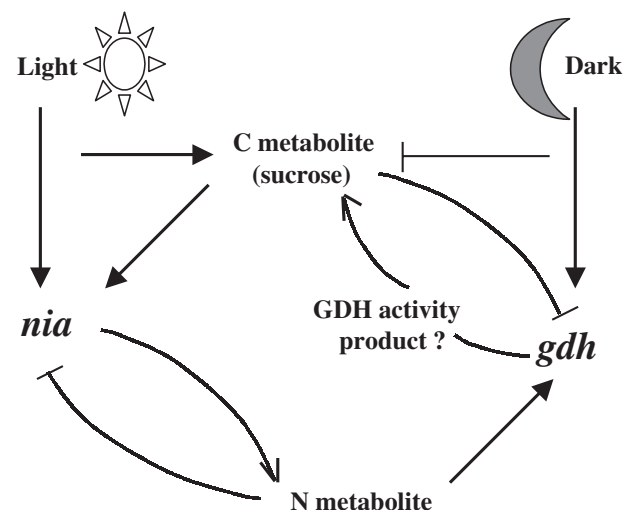 Light
Dark
C metabolite
(sucrose)
GDH activity
product ?
nia
gdh
N metabolite